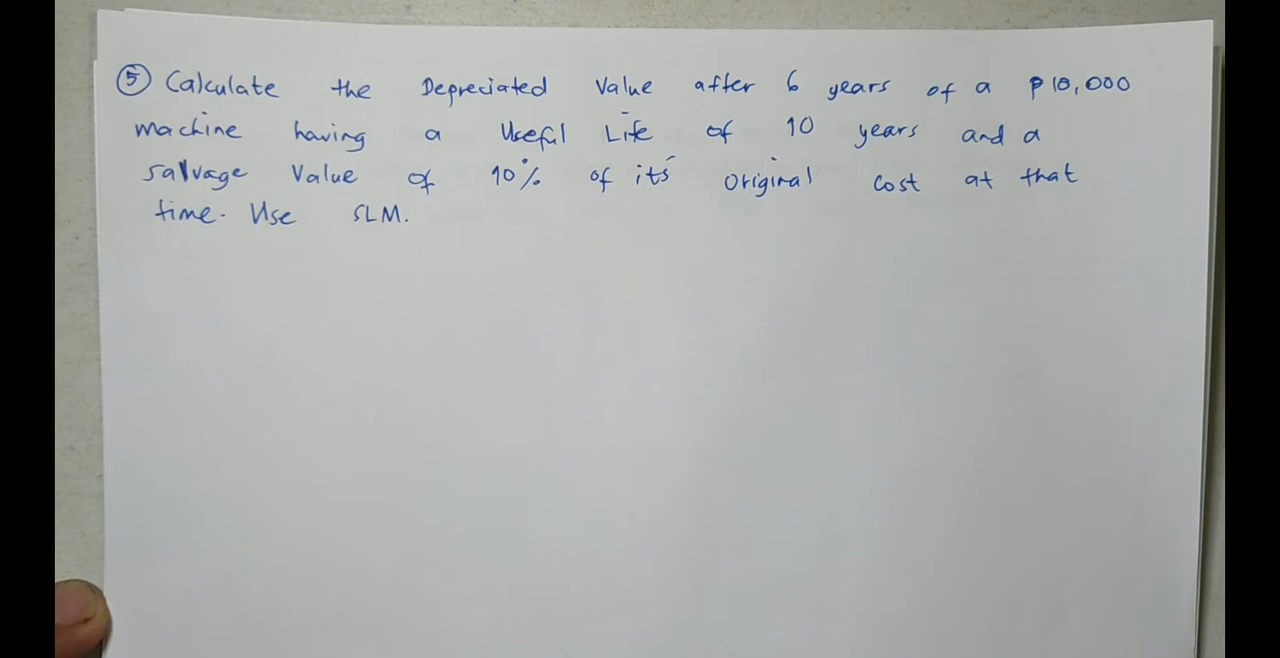 ⑤ Calculate the Depreciated Value after 6 years of a ₱10,000
machine having a Useful Life of 10 years and a
salvage Value of 10% of it's original cost at that
time. Use SLM.